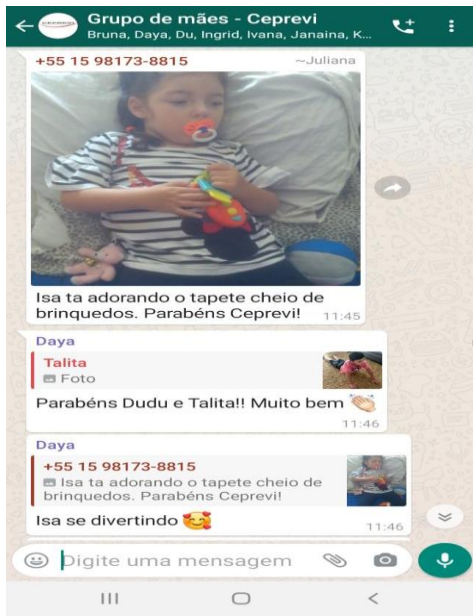 Grupo de mães - Ceprevi
Bruna, Daya, Du, Ingrid, Ivana, Janaina, K...
+55 15 98173-8815 ~Juliana
Isa ta adorando o tapete cheio de
brinquedos. Parabéns Ceprevi! 11:45
Daya
Talita
Foto
Parabéns Dudu e Talita!! Muito bem 👏🏻
11:46
Daya
+55 15 98173-8815
Isa ta adorando o tapete cheio de
brinquedos. Parabéns Ceprevi!
Isa se divertindo 🥰
11:46
Digite uma mensagem